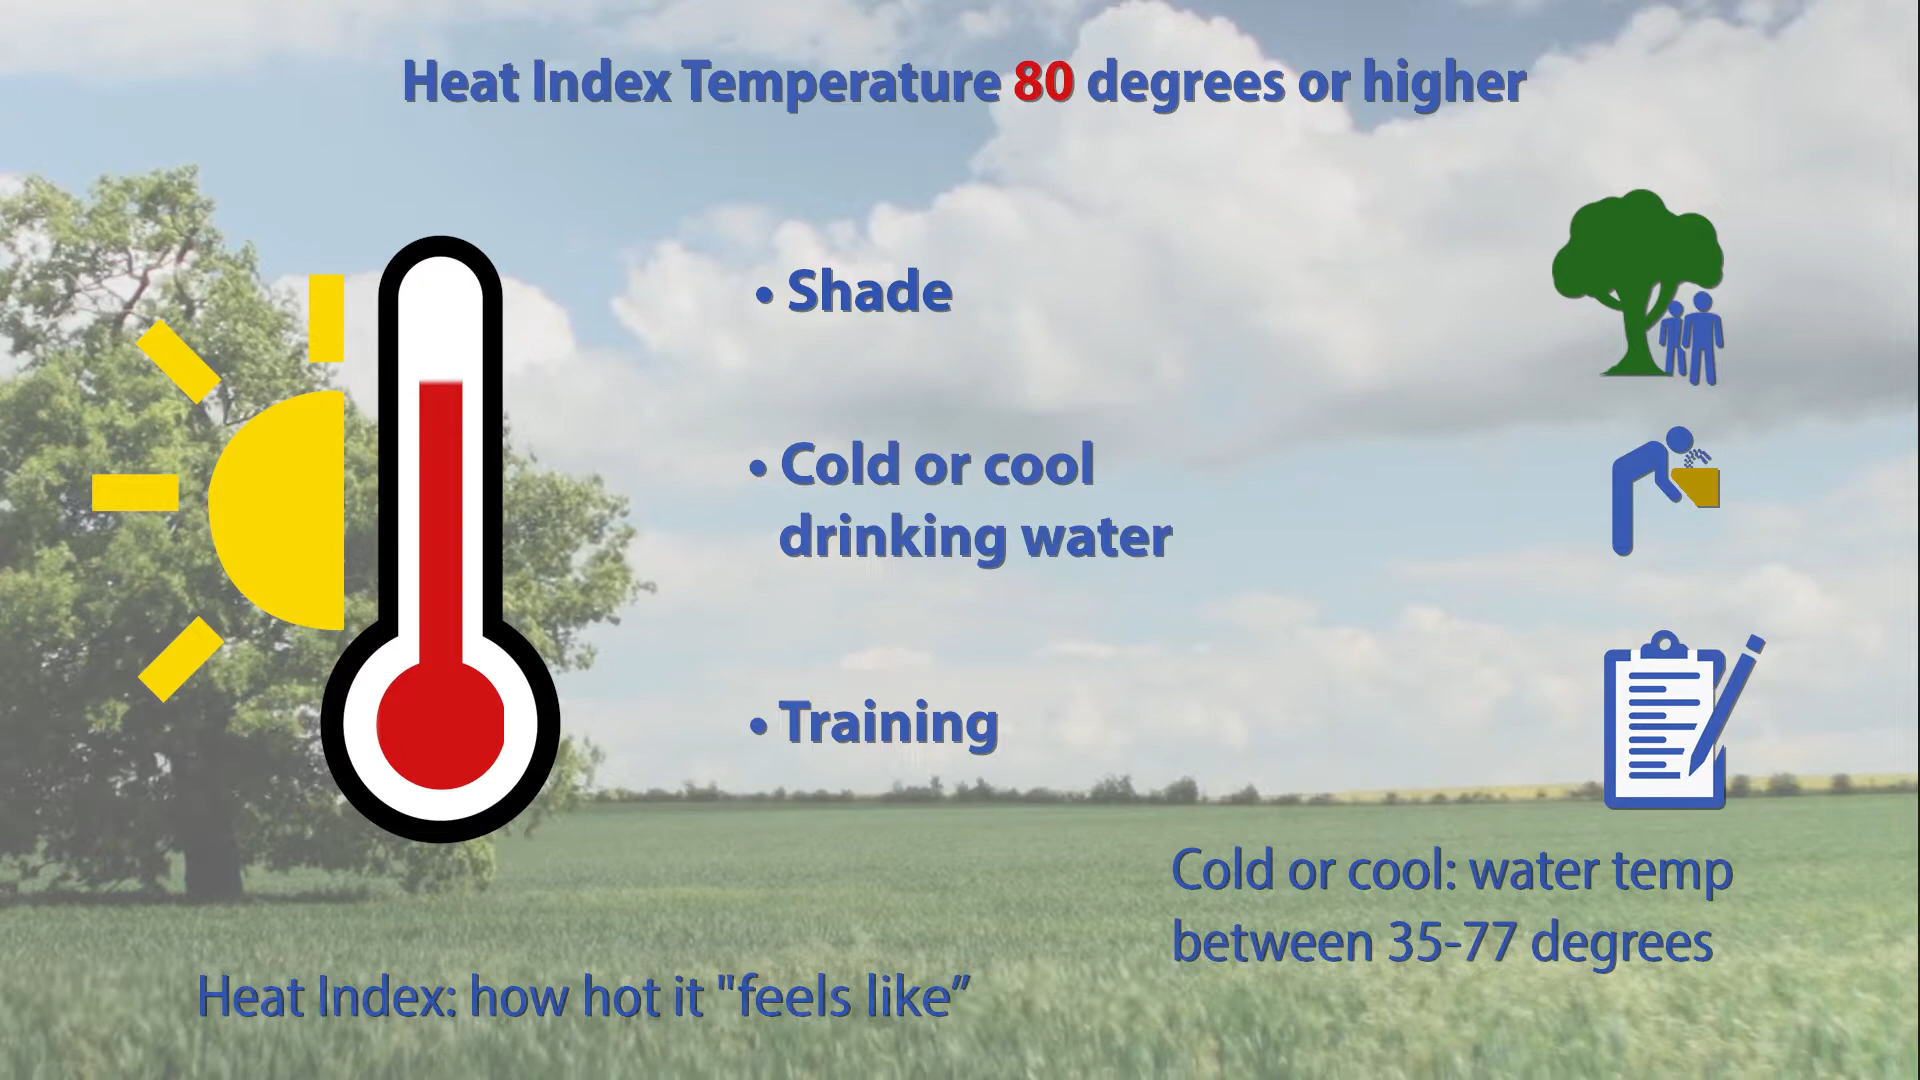 Heat Index Temperature 80 degrees or higher
• Shade
• Cold or cool
drinking water
• Training
Cold or cool: water temp
between 35-77 degrees
Heat Index: how hot it "feels like”